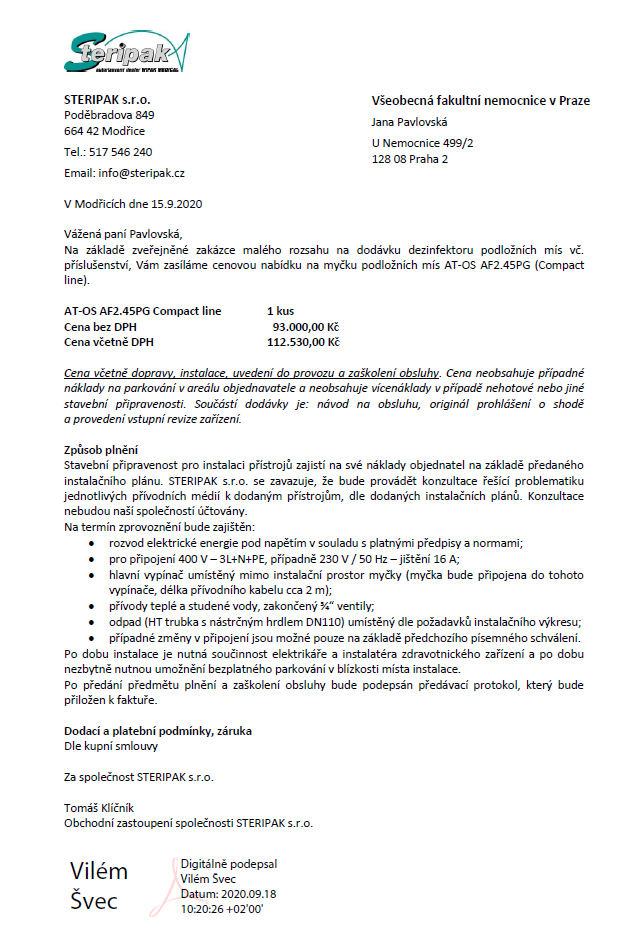 Steripak
autorizovaný dealer WIPAK MEDICAL
STERIPAK s.r.o.
Poděbradova 849
664 42 Modřice
Tel.: 517 546 240
Email: info@steripak.cz
Všeobecná fakultní nemocnice v Praze
Jana Pavlovská
U Nemocnice 499/2
128 08 Praha 2
V Modřicích dne 15.9.2020
Vážená paní Pavlovská,
Na základě zveřejněné zakázce malého rozsahu na dodávku dezinfektoru podložních mís vč.
příslušenství, Vám zasíláme cenovou nabídku na myčku podložních mís AT-OS AF2.45PG (Compact
line).
AT-OS AF2.45PG Compact line 1 kus
Cena bez DPH 93.000,00 Kč
Cena včetně DPH 112.530,00 Kč
Cena včetně dopravy, instalace, uvedení do provozu a zaškolení obsluhy. Cena neobsahuje případné
náklady na parkování v areálu objednavatele a neobsahuje vícenáklady v případě nehotové nebo jiné
stavební připravenosti. Součástí dodávky je: návod na obsluhu, originál prohlášení o shodě
a provedení vstupní revize zařízení.
Způsob plnění
Stavební připravenost pro instalaci přístrojů zajistí na své náklady objednatel na základě předaného
instalačního plánu. STERIPAK s.r.o. se zavazuje, že bude provádět konzultace řešící problematiku
jednotlivých přívodních médií k dodaným přístrojům, dle dodaných instalačních plánů. Konzultace
nebudou naší společností účtovány.
Na termín zprovoznění bude zajištěn:
• rozvod elektrické energie pod napětím v souladu s platnými předpisy a normami;
• pro připojení 400 V – 3L+N+PE, případně 230 V / 50 Hz – jištění 16 A;
• hlavní vypínač umístěný mimo instalační prostor myčky (myčka bude připojena do tohoto
vypínače, délka přívodního kabelu cca 2 m);
• přívody teplé a studené vody, zakončený ¾“ ventily;
• odpad (HT trubka s nástrčným hrdlem DN110) umístěný dle požadavků instalačního výkresu;
• případné změny v připojení jsou možné pouze na základě předchozího písemného schválení.
Po dobu instalace je nutná součinnost elektrikáře a instalatéra zdravotnického zařízení a po dobu
nezbytně nutnou umožnění bezplatného parkování v blízkosti místa instalace.
Po předání předmětu plnění a zaškolení obsluhy bude podepsán předávací protokol, který bude
přiložen k faktuře.
Dodací a platební podmínky, záruka
Dle kupní smlouvy
Za společnost STERIPAK s.r.o.
Tomáš Klíčník
Obchodní zastoupení společnosti STERIPAK s.r.o.
Vilém
Švec
Digitálně podepsal
Vilém Švec
Datum: 2020.09.18
10:20:26 +02'00'